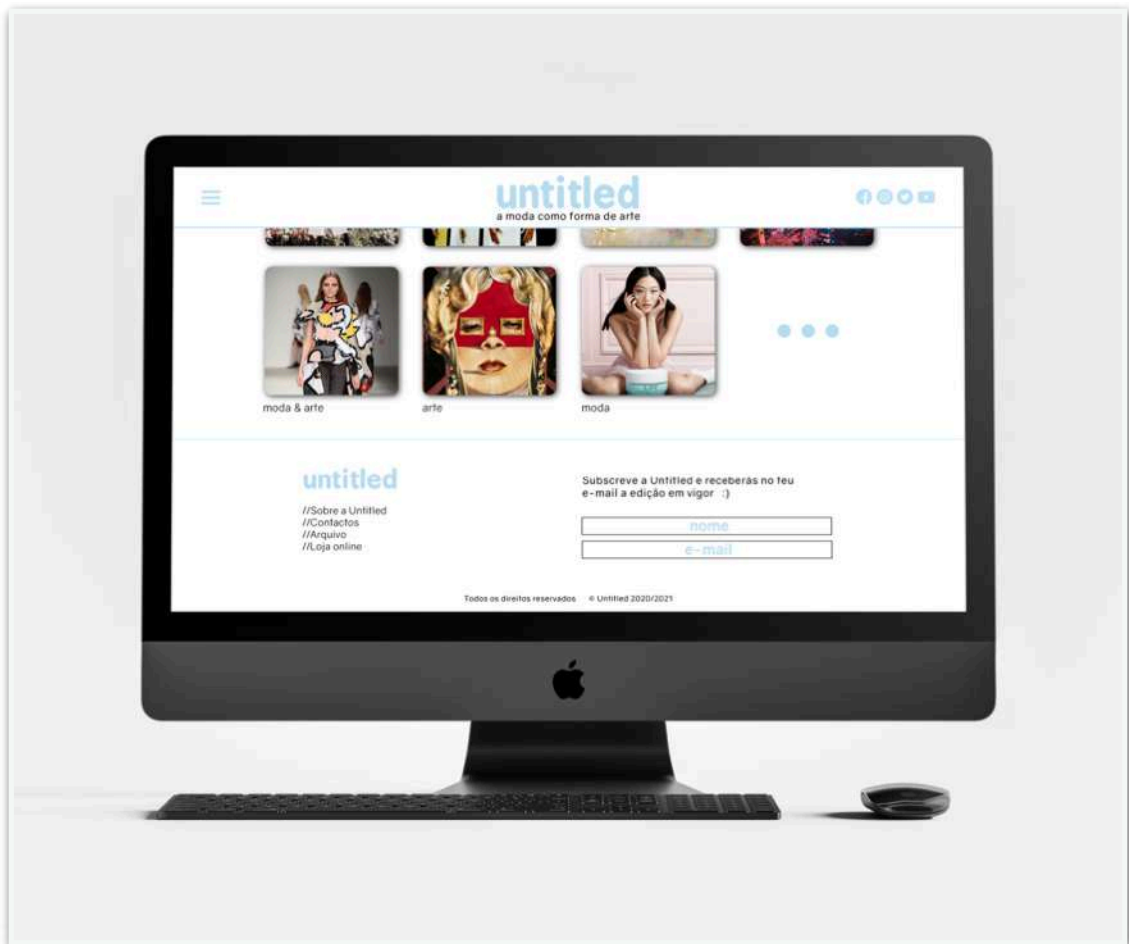 untitled
a moda como forma de arte
moda & arte
arte
moda
untitled
//Sobre a Untitled
//Contactos
//Arquivo
//Loja online
Subscreve a Untitled e receberás no teu
e-mail a edição em vigor :)
nome
e-mail
Todos os direitos reservados © Untitled 2020/2021